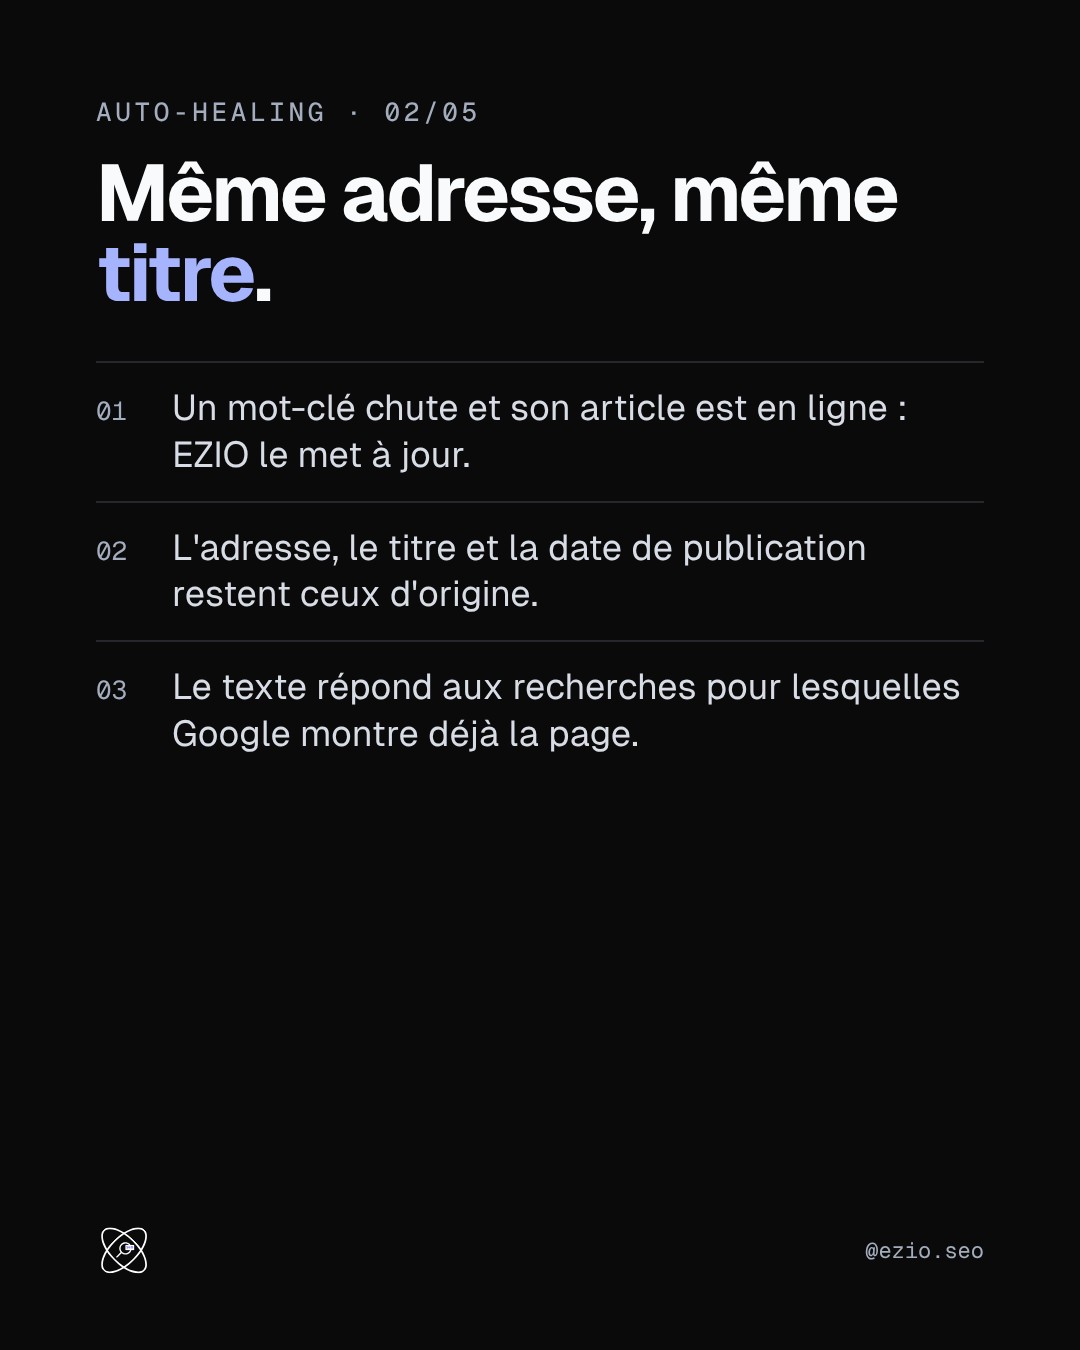 AUTO-HEALING · 02/05
Même adresse, même
titre.
01 Un mot-clé chute et son article est en ligne :
EZIO le met à jour.
02 L'adresse, le titre et la date de publication
restent ceux d'origine.
03 Le texte répond aux recherches pour lesquelles
Google montre déjà la page.
@ezio.seo